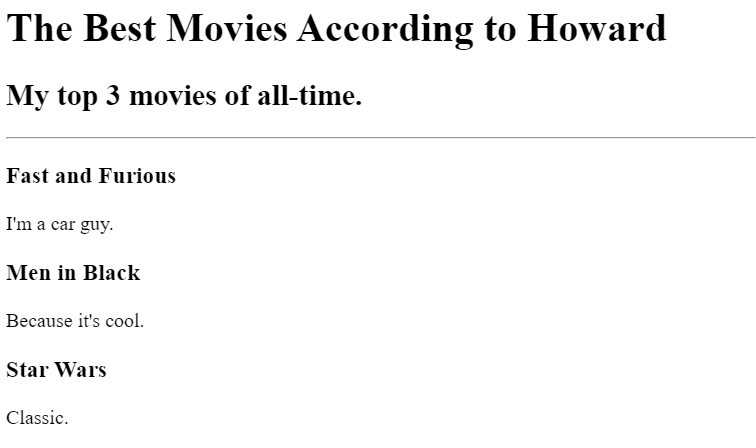 The Best Movies According to Howard
My top 3 movies of all-time.
Fast and Furious
I'm a car guy.
Men in Black
Because it's cool.
Star Wars
Classic.